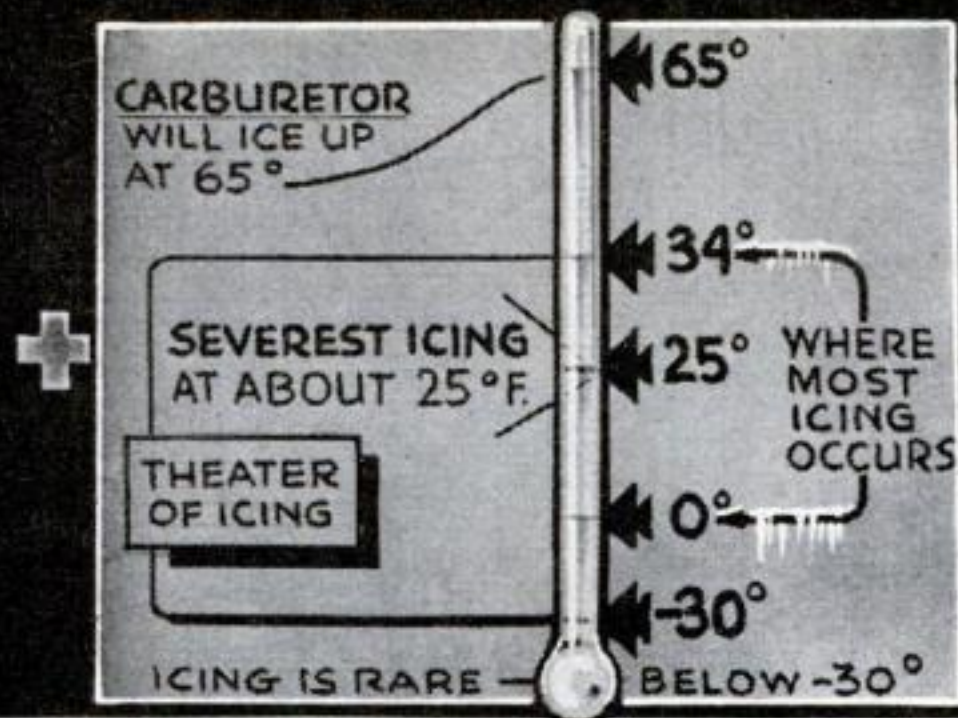 CARBURETOR
WILL ICE UP
AT 65°
65°
34°
SEVEREST ICING
AT ABOUT 25°F.
25°
WHERE
MOST
ICING
OCCURS
THEATER
OF ICING
0°
-30°
ICING IS RARE — BELOW -30°